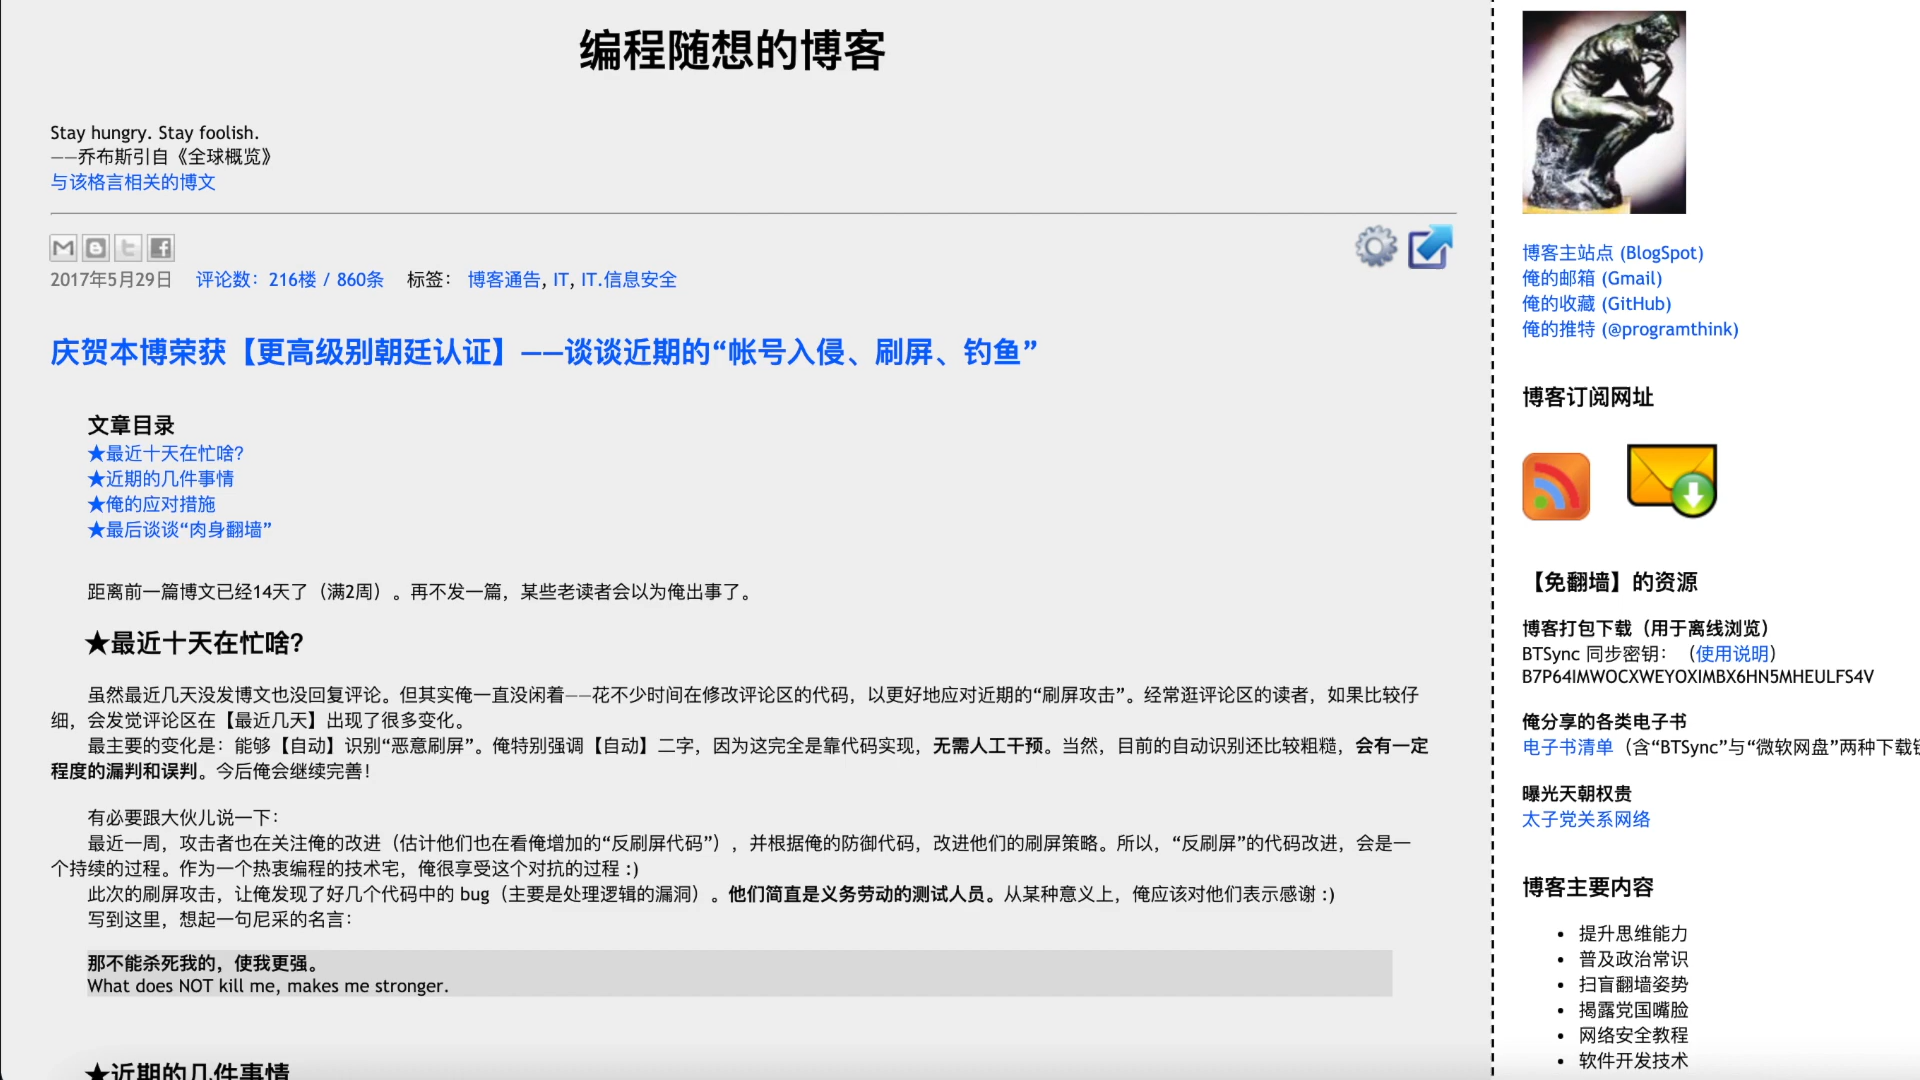 编程随想的博客
Stay hungry. Stay foolish.
——乔布斯引自《全球概览》
与该格言相关的博文
2017年5月29日 评论数：216楼 / 860条 标签： 博客通告, IT, IT.信息安全
庆贺本博荣获【更高级别朝廷认证】——谈谈近期的“帐号入侵、刷屏、钓鱼”
文章目录
★最近十天在忙啥？
★近期的几件事情
★俺的应对措施
★最后谈谈“肉身翻墙”
距离前一篇博文已经14天了（满2周）。再不发一篇，某些老读者会以为俺出事了。
★最近十天在忙啥？
虽然最近几天没发博文也没回复评论。但其实俺一直没闲着——花不少时间在修改评论区的代码，以更好地应对近期的“刷屏攻击”。经常逛评论区的读者，如果比较仔
细，会发觉评论区在【最近几天】出现了很多变化。
最主要的变化是：能够【自动】识别“恶意刷屏”。俺特别强调【自动】二字，因为这完全是靠代码实现，无需人工干预。当然，目前的自动识别还比较粗糙，会有一定
程度的漏判和误判。今后俺会继续完善！
有必要跟大伙儿说一下：
最近一周，攻击者也在关注俺的改进（估计他们也在看俺增加的“反刷屏代码”），并根据俺的防御代码，改进他们的刷屏策略。所以，“反刷屏”的代码改进，会是一
个持续的过程。作为一个热衷编程的技术宅，俺很享受这个对抗的过程 :)
此次的刷屏攻击，让俺发现了好几个代码中的 bug（主要是处理逻辑的漏洞）。他们简直是义务劳动的测试人员。从某种意义上，俺应该对他们表示感谢 :)
写到这里，想起一句尼采的名言：
那不能杀死我的，使我更强。
What does NOT kill me, makes me stronger.
★近期的几件事情
博客主站点 (BlogSpot)
俺的邮箱 (Gmail)
俺的收藏 (GitHub)
俺的推特 (@programthink)
博客订阅网址
【免翻墙】的资源
博客打包下载（用于离线浏览）
BTSync 同步密钥： （使用说明）
B7P64IMWOCXWEYOXIMBX6HN5MHEULFS4V
俺分享的各类电子书
电子书清单（含“BTSync”与“微软网盘”两种下载
曝光天朝权贵
太子党关系网络
博客主要内容
• 提升思维能力
• 普及政治常识
• 扫盲翻墙姿势
• 揭露党国嘴脸
• 网络安全教程
• 软件开发技术